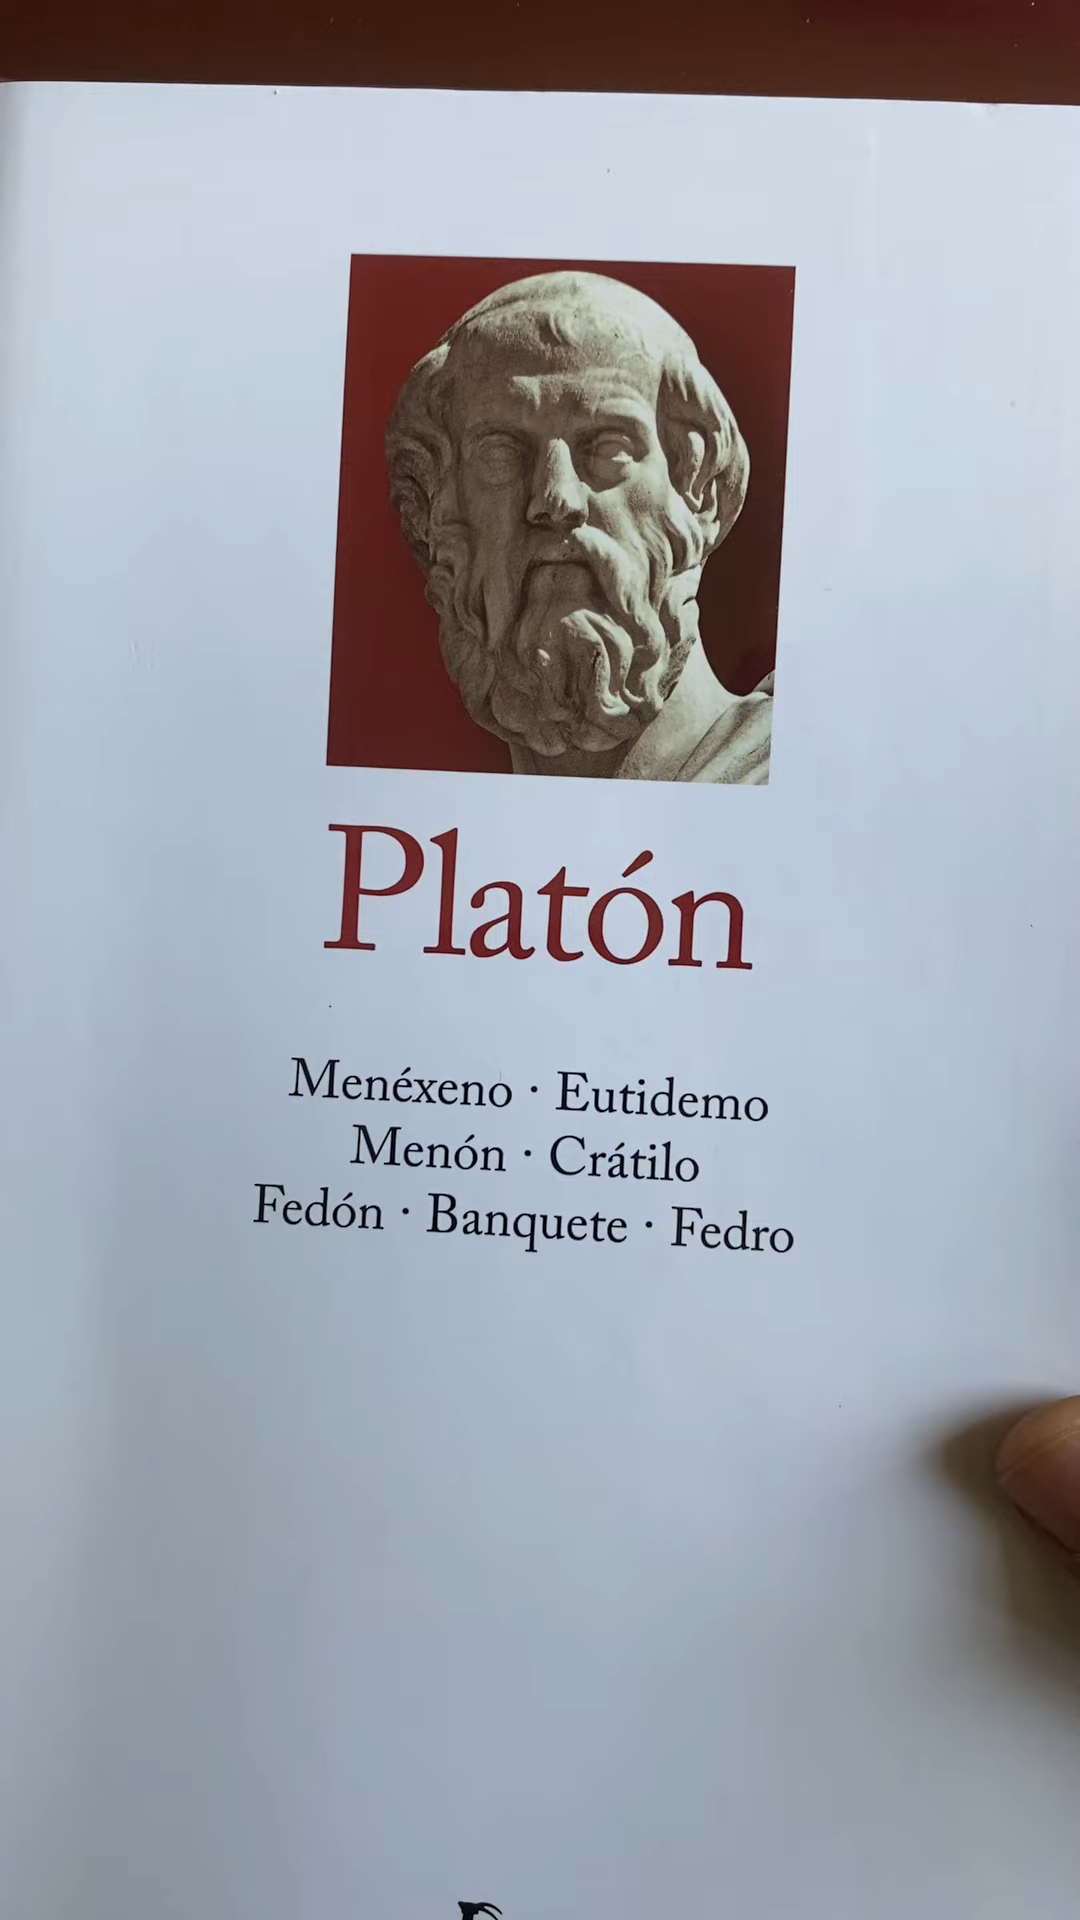 Platón
Menéxeno · Eutidemo
Menón · Crátilo
Fedón · Banquete · Fedro